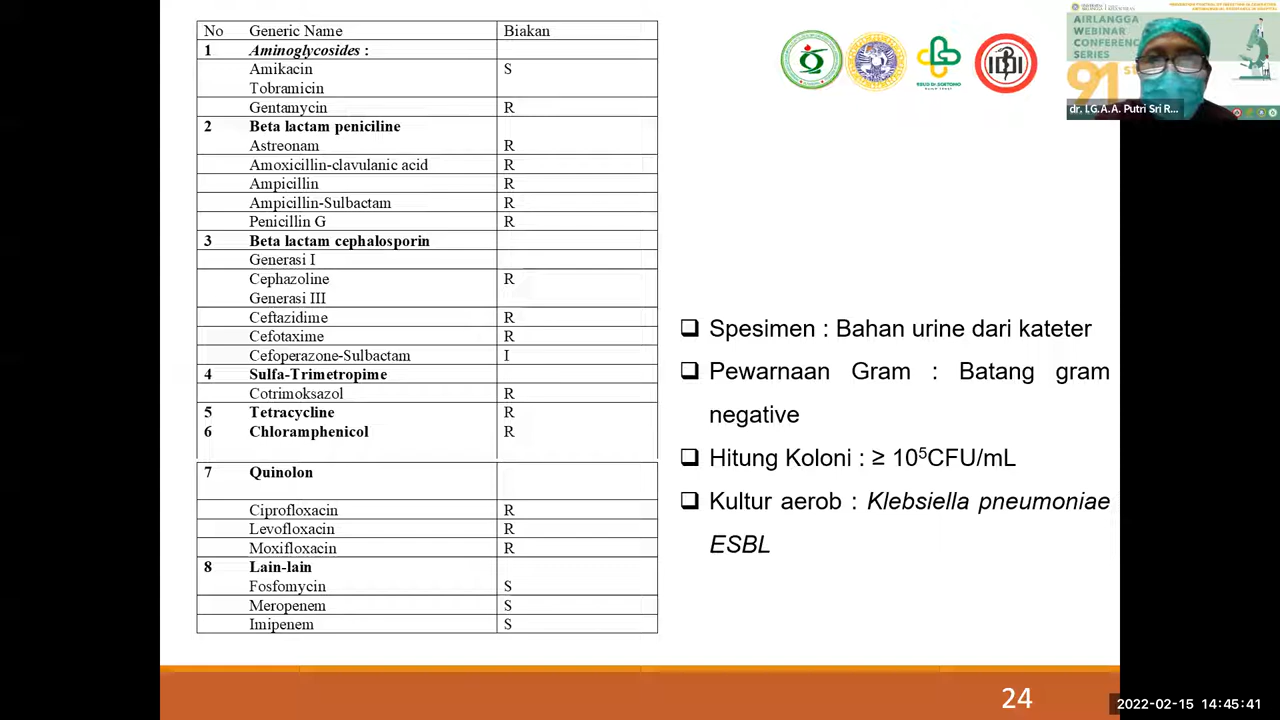 No Generic Name Biakan
1 Aminoglycosides :
Amikacin S
Tobramicin
Gentamycin R
2 Beta lactam peniciline
Astreonam R
Amoxicillin-clavulanic acid R
Ampicillin R
Ampicillin-Sulbactam R
Penicillin G R
3 Beta lactam cephalosporin
Generasi I
Cephazoline R
Generasi III
Ceftazidime R
Cefotaxime R
Cefoperazone-Sulbactam I
4 Sulfa-Trimetropime
Cotrimoksazol R
5 Tetracycline R
6 Chloramphenicol R
7 Quinolon
Ciprofloxacin R
Levofloxacin R
Moxifloxacin R
8 Lain-lain
Fosfomycin S
Meropenem S
Imipenem S
❑ Spesimen : Bahan urine dari kateter
❑ Pewarnaan Gram : Batang gram
negative
❑ Hitung Koloni : ≥ 10⁵CFU/mL
❑ Kultur aerob : Klebsiella pneumoniae
ESBL
AIRLANGGA
WEBINAR
CONFERENC
SERIES
91 ST
dr. I.G.A.A. Putri Sri R...
24
2022-02-15 14:45:41